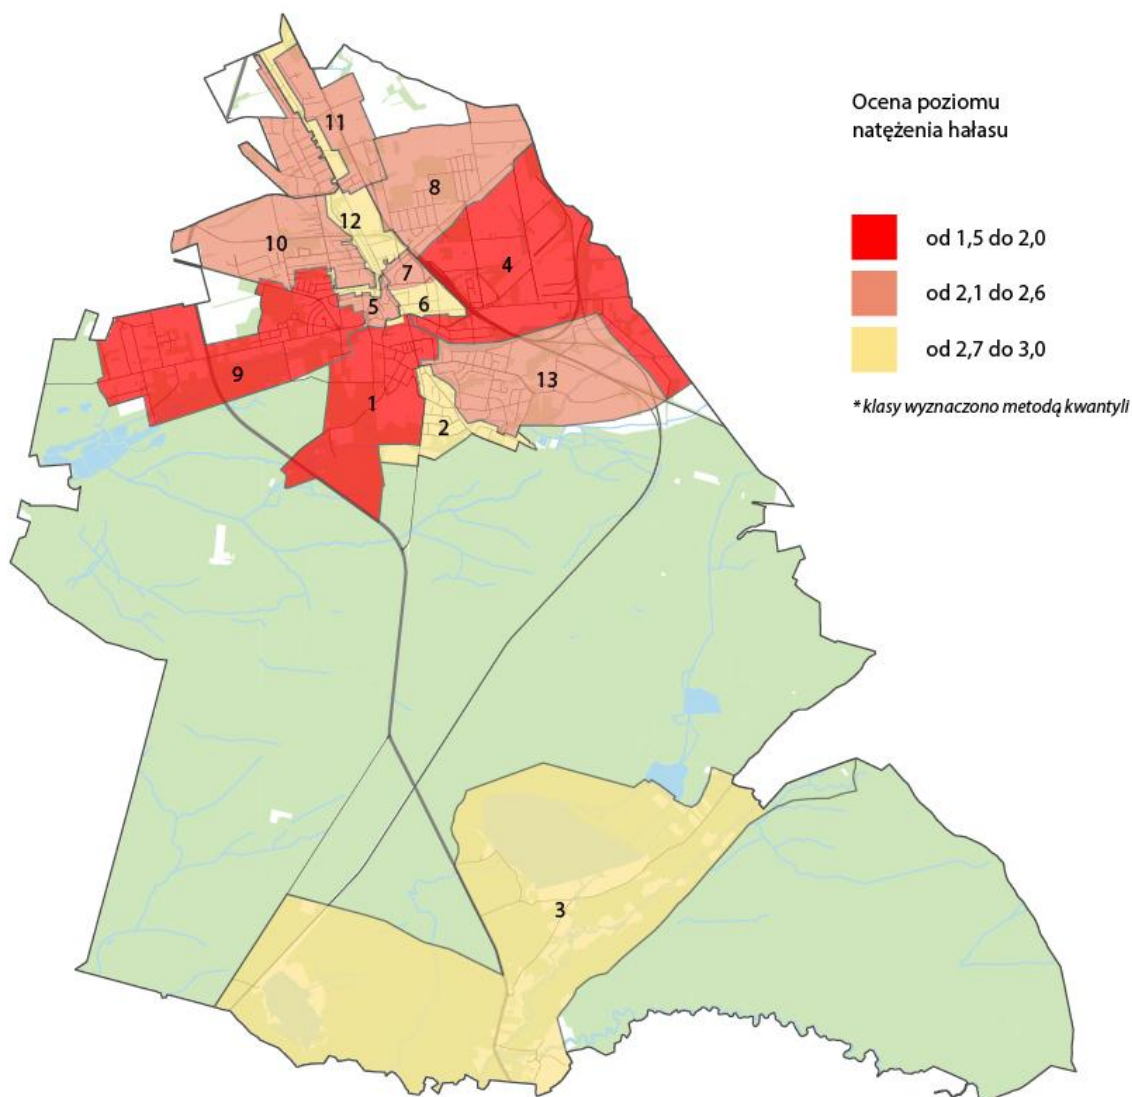 Ocena poziomu
natężenia hałasu
od 1,5 do 2,0
od 2,1 do 2,6
od 2,7 do 3,0
* klasy wyznaczono metodą kwantyli
11
8
12
10
4
7
5
6
13
9
1
2
3